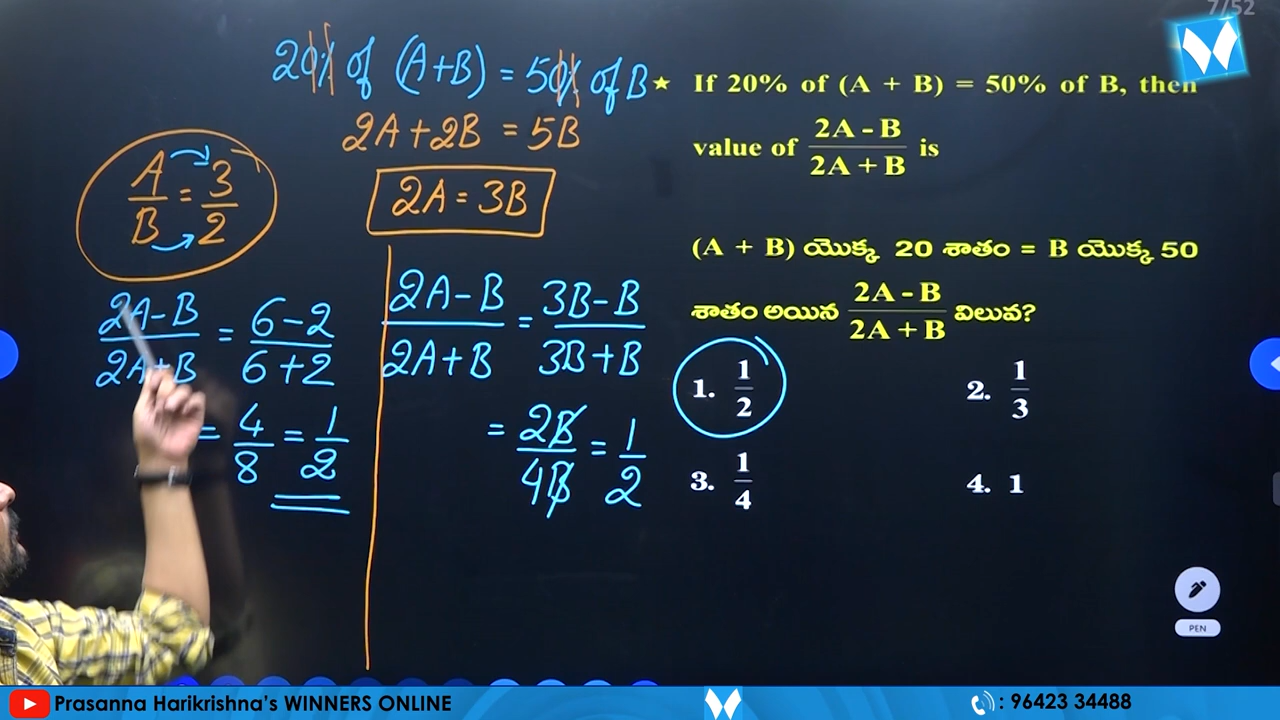 7/52
20% of (A+B) = 50% of B
2A+2B = 5B
2A = 3B
A/B = 3/2
2A-B/2A+B = 6-2/6+2
= 4/8 = 1/2
2A-B/2A+B = 3B-B/3B+B
= 2B/4B = 1/2
★ If 20% of (A + B) = 50% of B, then
value of 2A - B/2A + B is
(A + B) యొక్క 20 శాతం = B యొక్క 50
శాతం అయిన 2A - B/2A + B విలువ?
1. 1/2 2. 1/3
3. 1/4 4. 1
PEN
Prasanna Harikrishna's WINNERS ONLINE : 96423 34488